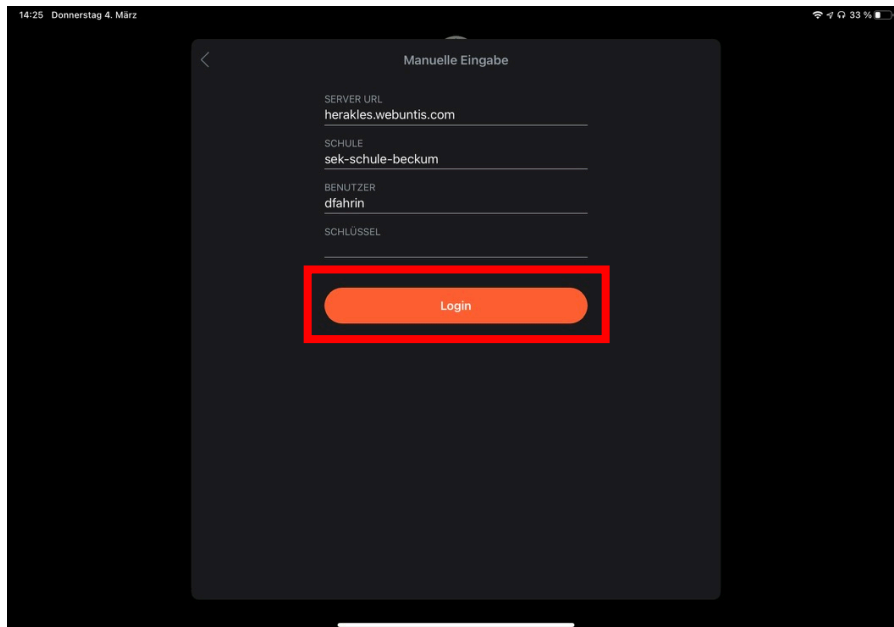 14:25 Donnerstag 4. März
33 %
Manuelle Eingabe
SERVER URL
herakles.webuntis.com
SCHULE
sek-schule-beckum
BENUTZER
dfahrin
SCHLÜSSEL
Login